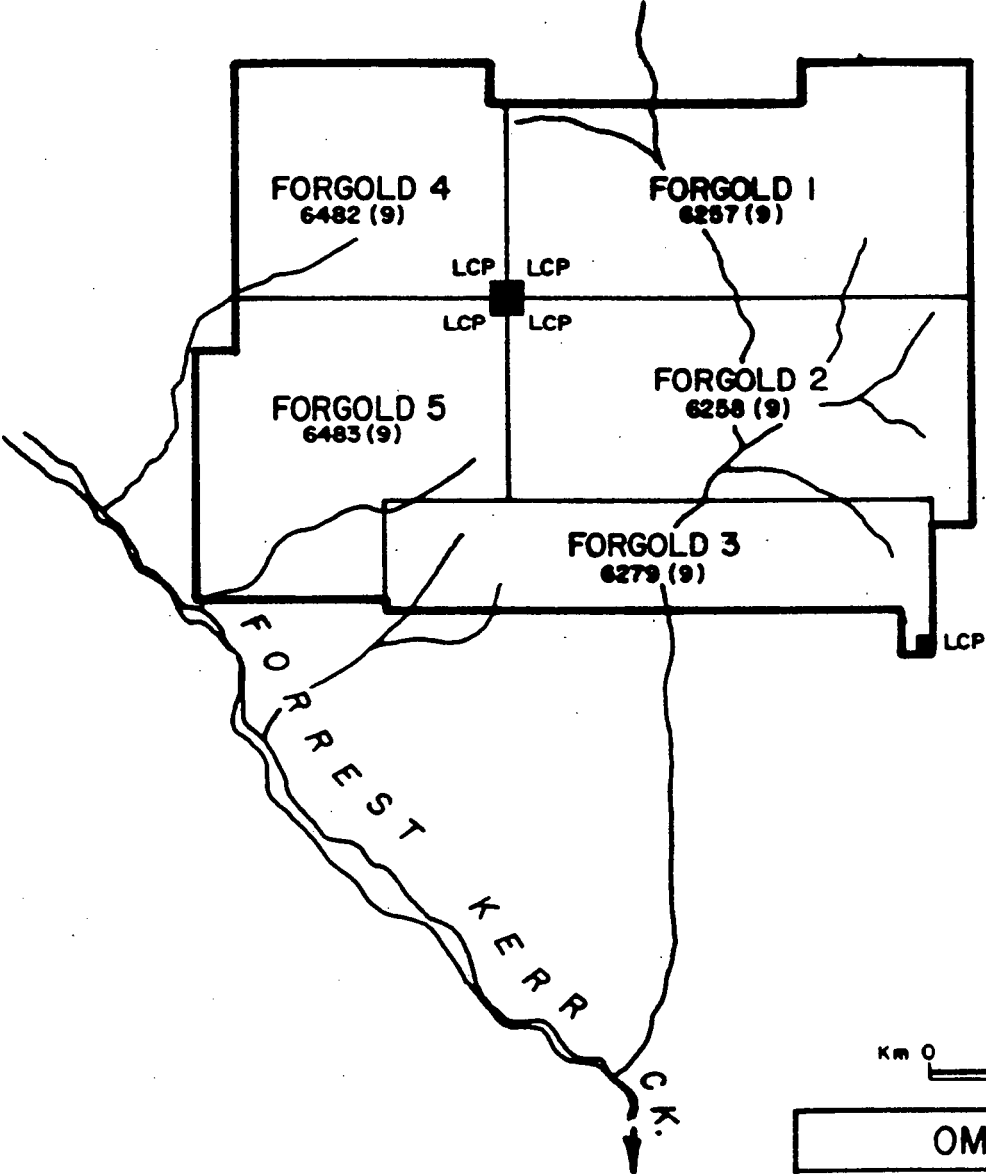 FORGOLD 4
6482 (9)
FORGOLD 1
6257 (9)
LCP LCP
LCP LCP
FORGOLD 5
6483 (9)
FORGOLD 2
6258 (9)
FORGOLD 3
6279 (9)
LCP
FORREST KERR CK.
Km 0
OM